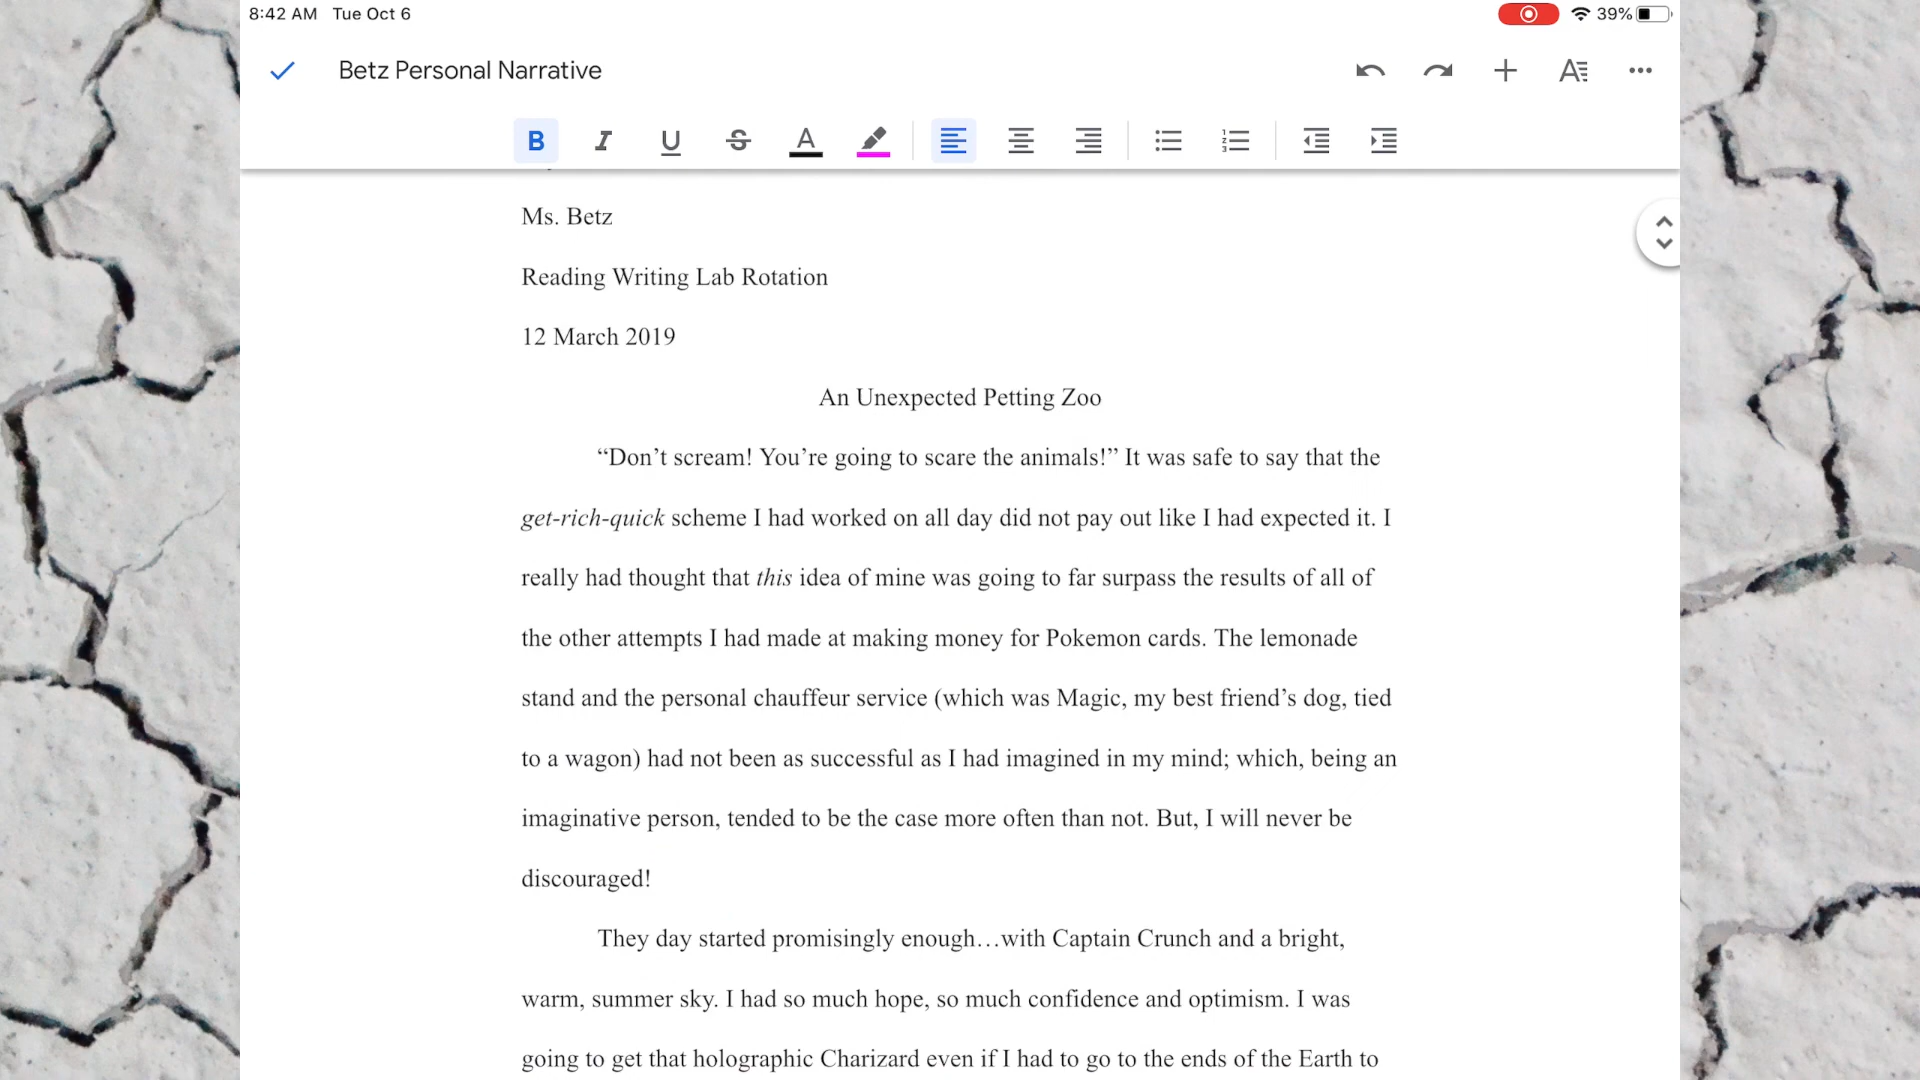 8:42 AM Tue Oct 6
39%
Betz Personal Narrative
B I U S A
Ms. Betz
Reading Writing Lab Rotation
12 March 2019
An Unexpected Petting Zoo
“Don’t scream! You’re going to scare the animals!” It was safe to say that the
get-rich-quick scheme I had worked on all day did not pay out like I had expected it. I
really had thought that this idea of mine was going to far surpass the results of all of
the other attempts I had made at making money for Pokemon cards. The lemonade
stand and the personal chauffeur service (which was Magic, my best friend’s dog, tied
to a wagon) had not been as successful as I had imagined in my mind; which, being an
imaginative person, tended to be the case more often than not. But, I will never be
discouraged!
They day started promisingly enough…with Captain Crunch and a bright,
warm, summer sky. I had so much hope, so much confidence and optimism. I was
going to get that holographic Charizard even if I had to go to the ends of the Earth to